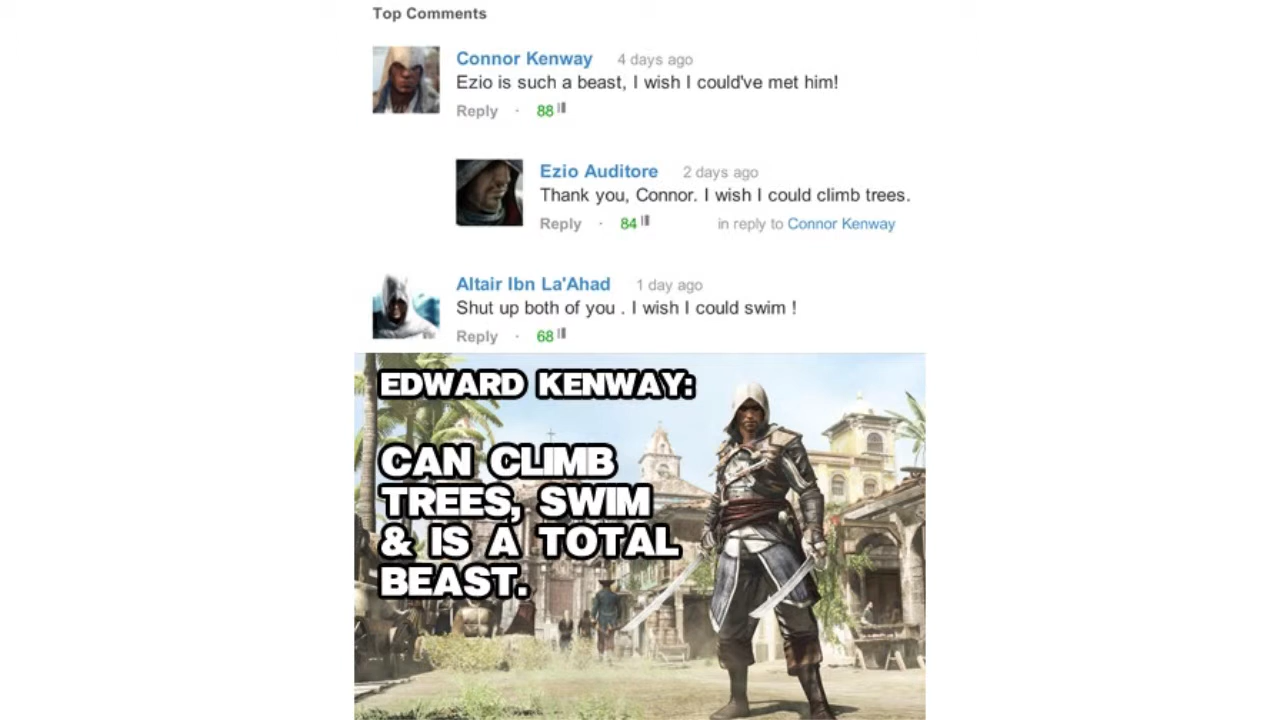 Top Comments
Connor Kenway 4 days ago
Ezio is such a beast, I wish I could've met him!
Reply · 88
Ezio Auditore 2 days ago
Thank you, Connor. I wish I could climb trees.
Reply · 84 in reply to Connor Kenway
Altair Ibn La'Ahad 1 day ago
Shut up both of you . I wish I could swim !
Reply · 68
EDWARD KENWAY:
CAN CLIMB
TREES, SWIM
& IS A TOTAL
BEAST.